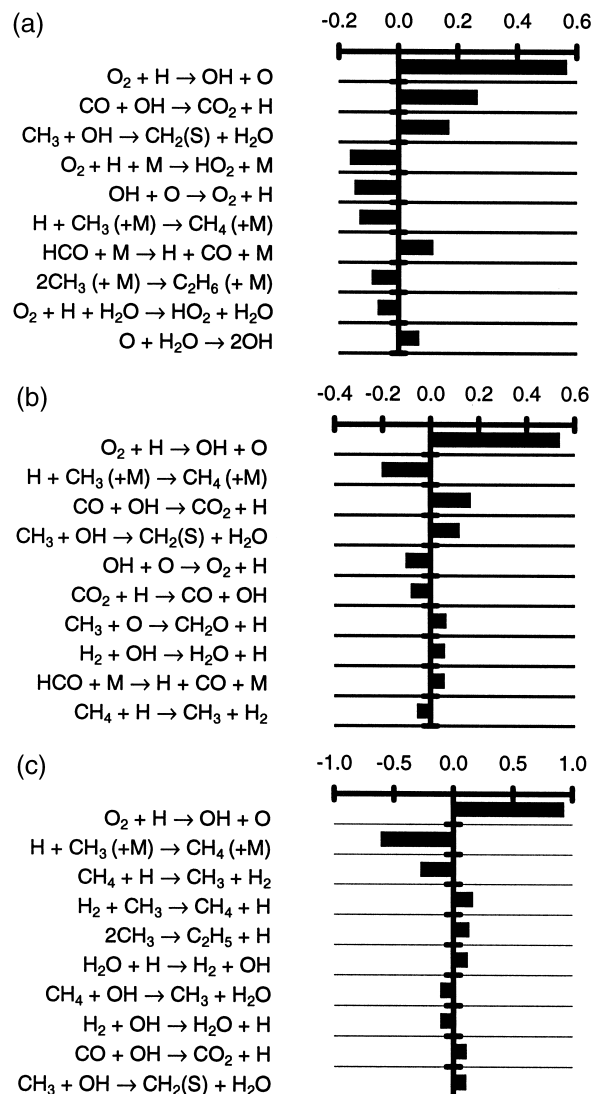 (a)
-0.2 0.0 0.2 0.4 0.6
O₂ + H → OH + O
CO + OH → CO₂ + H
CH₃ + OH → CH₂(S) + H₂O
O₂ + H + M → HO₂ + M
OH + O → O₂ + H
H + CH₃ (+M) → CH₄ (+M)
HCO + M → H + CO + M
2CH₃ (+ M) → C₂H₆ (+ M)
O₂ + H + H₂O → HO₂ + H₂O
O + H₂O → 2OH
(b)
-0.4 -0.2 0.0 0.2 0.4 0.6
O₂ + H → OH + O
H + CH₃ (+M) → CH₄ (+M)
CO + OH → CO₂ + H
CH₃ + OH → CH₂(S) + H₂O
OH + O → O₂ + H
CO₂ + H → CO + OH
CH₃ + O → CH₂O + H
H₂ + OH → H₂O + H
HCO + M → H + CO + M
CH₄ + H → CH₃ + H₂
(c)
-1.0 -0.5 0.0 0.5 1.0
O₂ + H → OH + O
H + CH₃ (+M) → CH₄ (+M)
CH₄ + H → CH₃ + H₂
H₂ + CH₃ → CH₄ + H
2CH₃ → C₂H₅ + H
H₂O + H → H₂ + OH
CH₄ + OH → CH₃ + H₂O
H₂ + OH → H₂O + H
CO + OH → CO₂ + H
CH₃ + OH → CH₂(S) + H₂O